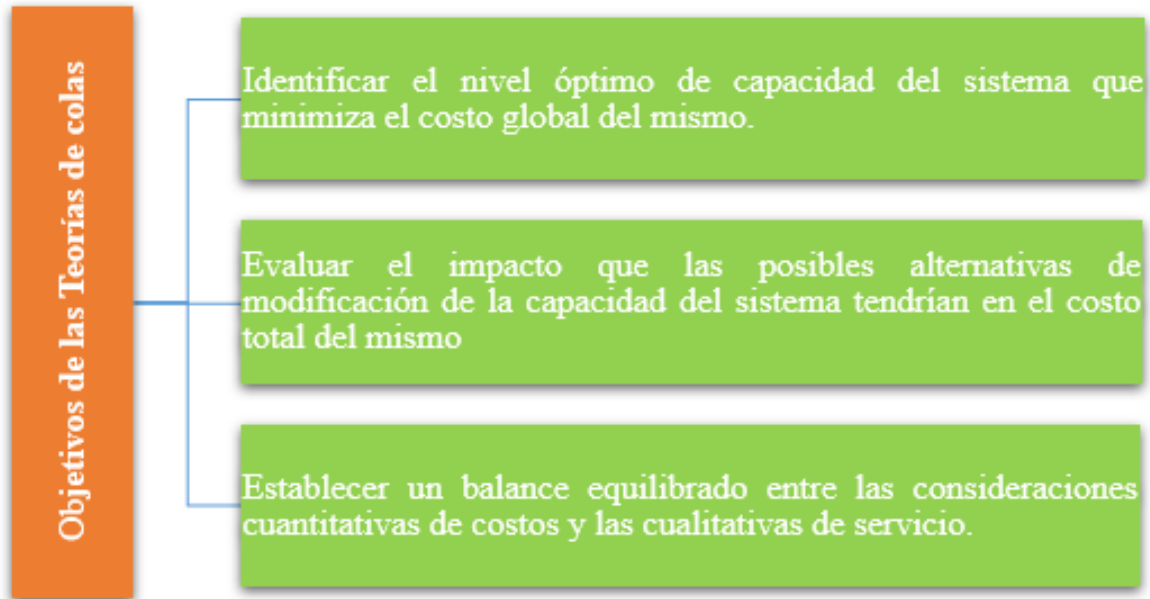 Objetivos de las Teorías de colas
Identificar el nivel óptimo de capacidad del sistema que
minimiza el costo global del mismo.
Evaluar el impacto que las posibles alternativas de
modificación de la capacidad del sistema tendrían en el costo
total del mismo
Establecer un balance equilibrado entre las consideraciones
cuantitativas de costos y las cualitativas de servicio.